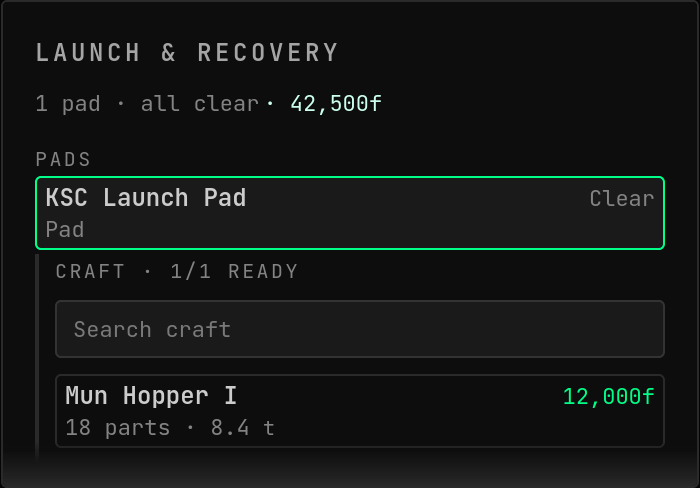 LAUNCH & RECOVERY
1 pad · all clear · 42,500f
PADS
KSC Launch Pad Clear
Pad
CRAFT · 1/1 READY
Search craft
Mun Hopper I 12,000f
18 parts · 8.4 t